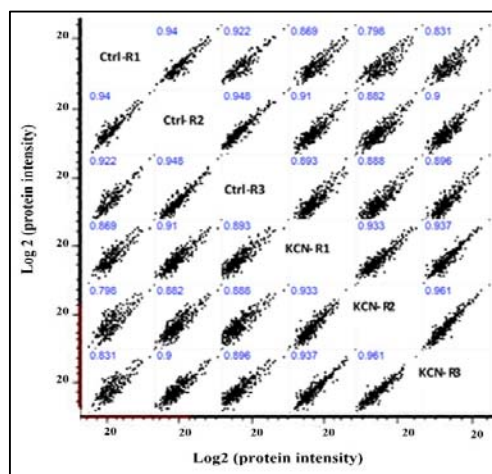 0.94 0.922 0.869 0.798 0.831
20
Ctrl-R1
0.94 0.948 0.91 0.882 0.9
20
Ctrl-R2
0.922 0.948 0.893 0.888 0.896
20
Ctrl-R3
0.869 0.91 0.893 0.933 0.937
20
KCN-R1
0.798 0.882 0.888 0.933 0.961
20
KCN-R2
0.831 0.9 0.896 0.937 0.961
20
KCN-R3
20 20 20 20 20 20
Log 2 (protein intensity)
Log2 (protein intensity)